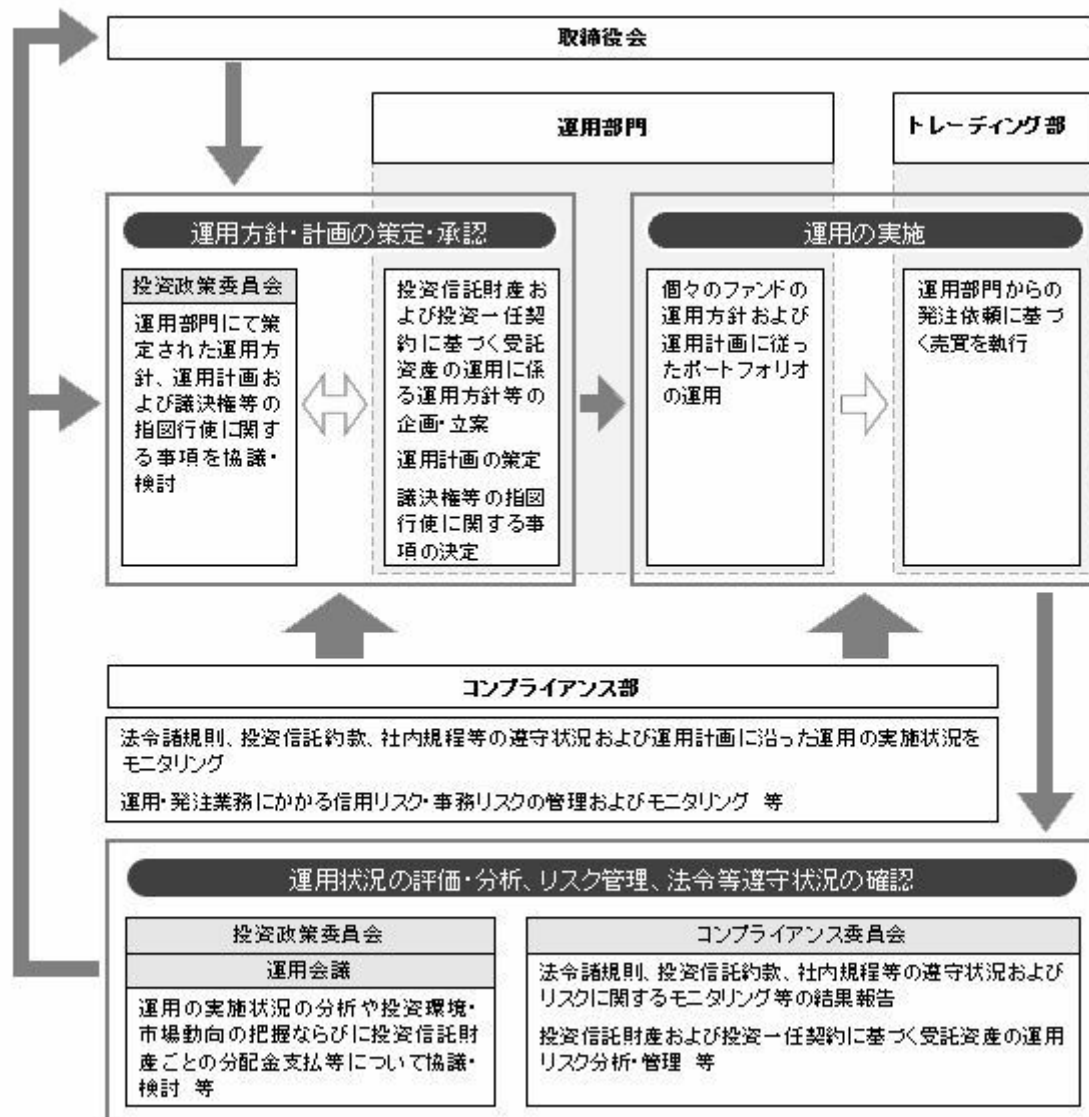 取締役会
運用部門
トレーディング部
運用方針・計画の策定・承認
投資政策委員会
運用部門にて策
定された運用方
針、運用計画お
よび議決権等の
指図行使に関す
る事項を協議・
検討
投資信託財産お
よび投資一任契
約に基づく受託
資産の運用に係
る運用方針等の
企画・立案
運用計画の策定
議決権等の指図
行使に関する事
項の決定
運用の実施
個々のファンドの
運用方針および
運用計画に従っ
たポートフォリオ
の運用
運用部門からの
発注依頼に基づ
く売買を執行
コンプライアンス部
法令諸規則、投資信託約款、社内規程等の遵守状況および運用計画に沿った運用の実施状況を
モニタリング
運用・発注業務にかかる信用リスク・事務リスクの管理およびモニタリング 等
運用状況の評価・分析、リスク管理、法令等遵守状況の確認
投資政策委員会
運用会議
運用の実施状況の分析や投資環境・
市場動向の把握ならびに投資信託財
産ごとの分配金支払等について協議・
検討 等
コンプライアンス委員会
法令諸規則、投資信託約款、社内規程等の遵守状況および
リスクに関するモニタリング等の結果報告
投資信託財産および投資一任契約に基づく受託資産の運用
リスク分析・管理 等